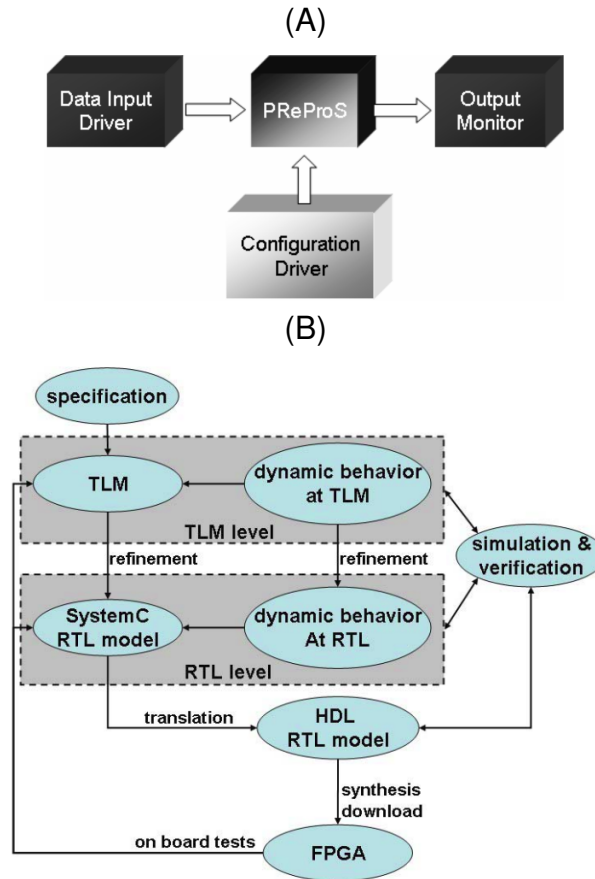 (A)
Data Input
Driver
PReProS
Output
Monitor
Configuration
Driver
(B)
specification
TLM
dynamic behavior
at TLM
TLM level
simulation &
verification
refinement
refinement
SystemC
RTL model
dynamic behavior
At RTL
RTL level
translation
HDL
RTL model
synthesis
download
on board tests
FPGA